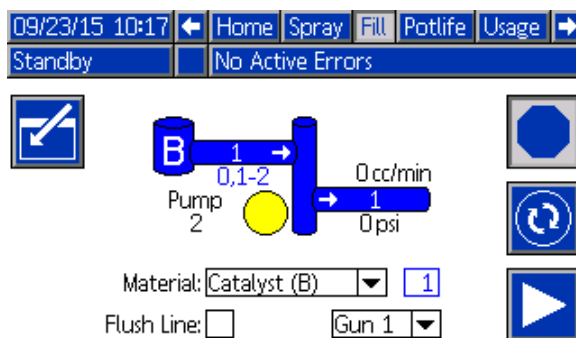 09/23/15 10:17 Home Spray Fill Potlife Usage
Standby No Active Errors
B 1
0,1-2
0 cc/min
Pump
2
1
0 psi
Material: Catalyst (B) 1
Flush Line: Gun 1